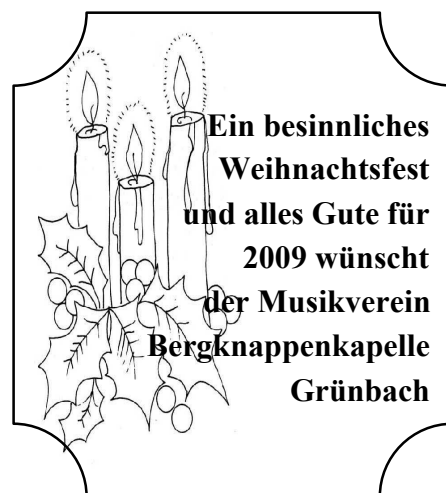 Ein besinnliches
Weihnachtsfest
und alles Gute für
2009 wünscht
der Musikverein
Bergknappenkapelle
Grünbach